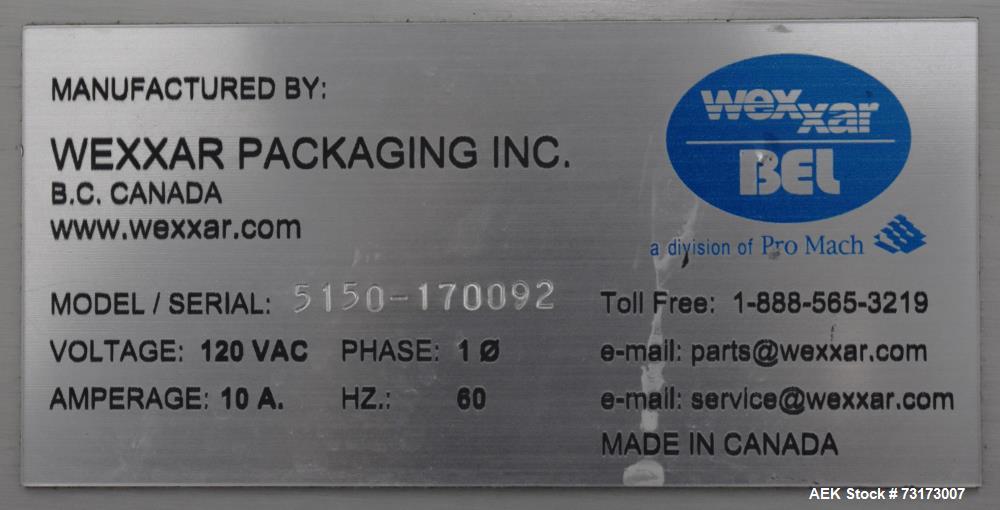 MANUFACTURED BY:
WEXXAR PACKAGING INC.
B.C. CANADA
www.wexxar.com
wexxar
BEL
a division of Pro Mach
MODEL / SERIAL: 5150-170092
VOLTAGE: 120 VAC PHASE: 1 Ø
AMPERAGE: 10 A. HZ.: 60
Toll Free: 1-888-565-3219
e-mail: parts@wexxar.com
e-mail: service@wexxar.com
MADE IN CANADA
AEK Stock # 73173007